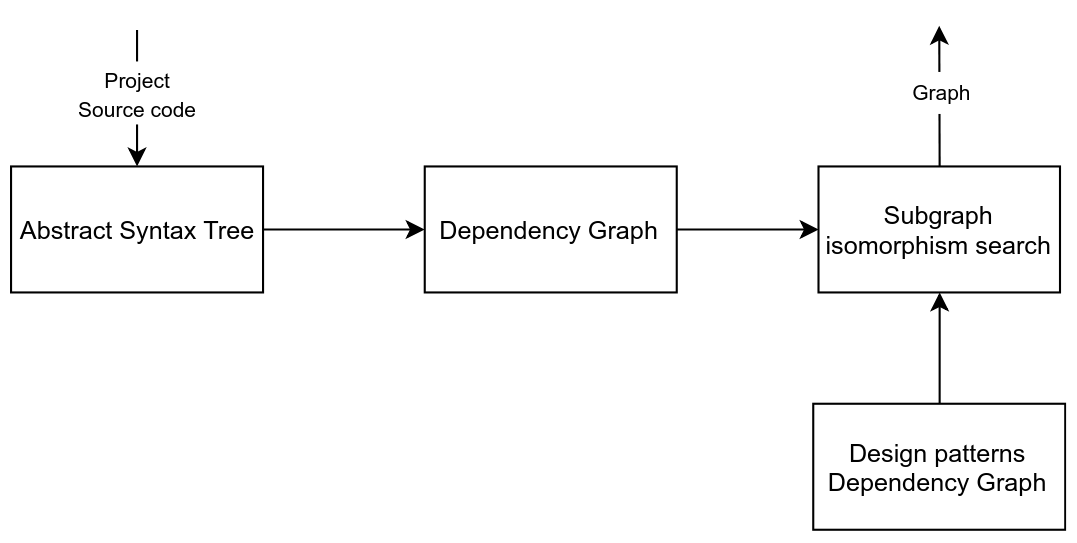 Project
Source code
Graph
Abstract Syntax Tree
Dependency Graph
Subgraph
isomorphism search
Design patterns
Dependency Graph